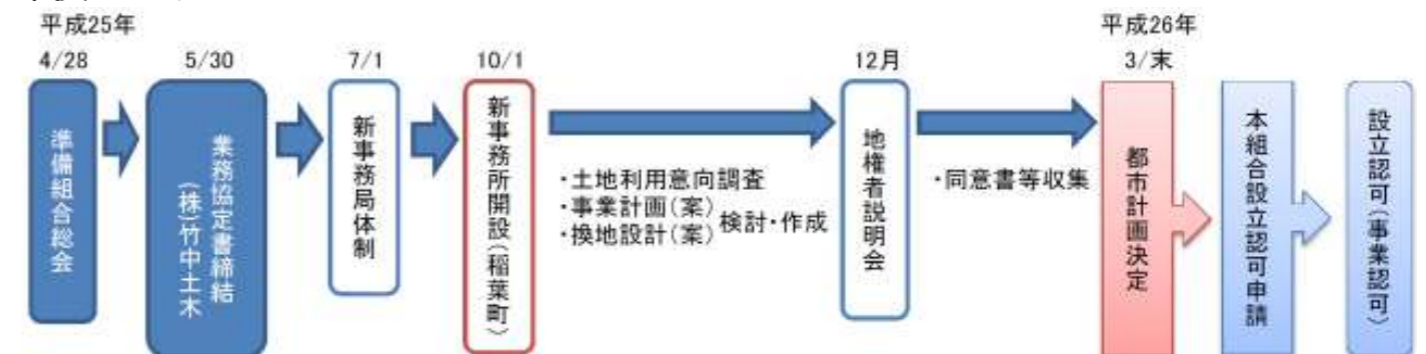 平成25年
平成26年
4/28
5/30
7/1
10/1
12月
3/末
準備組合総会
業務協定書締結
(株)竹中土木
新事務局体制
新事務所開設(稲葉町)
・土地利用意向調査
・事業計画(案)
・換地設計(案)
検討・作成
地権者説明会
・同意書等収集
都市計画決定
本組合設立認可申請
設立認可(事業認可)